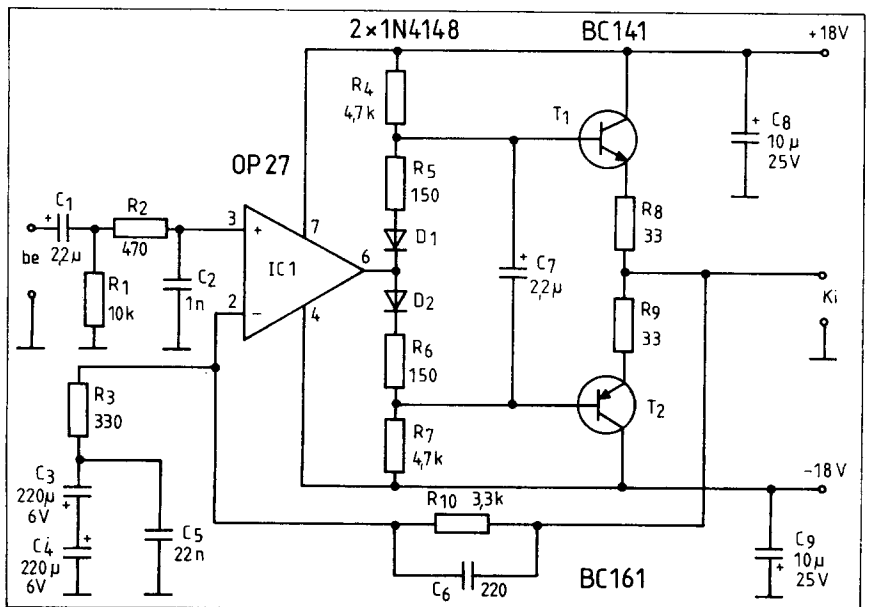 2×1N4148
BC141
+18V
R4
4,7k
T1
+ C8
10μ
25V
OP27
R5
150
C1
+
2,2μ
R2
470
3
+
7
D1
R8
33
be
IC1
6
+
C7
2,2μ
R1
10k
C2
1n
2
−
4
D2
Ki
R9
33
R6
150
R3
330
T2
R7
4,7k
−18V
C3
220μ
6V
+
R10 3,3k
C5
22n
C4
+
220μ
6V
C6
220
BC161
C9
10μ
+
25V